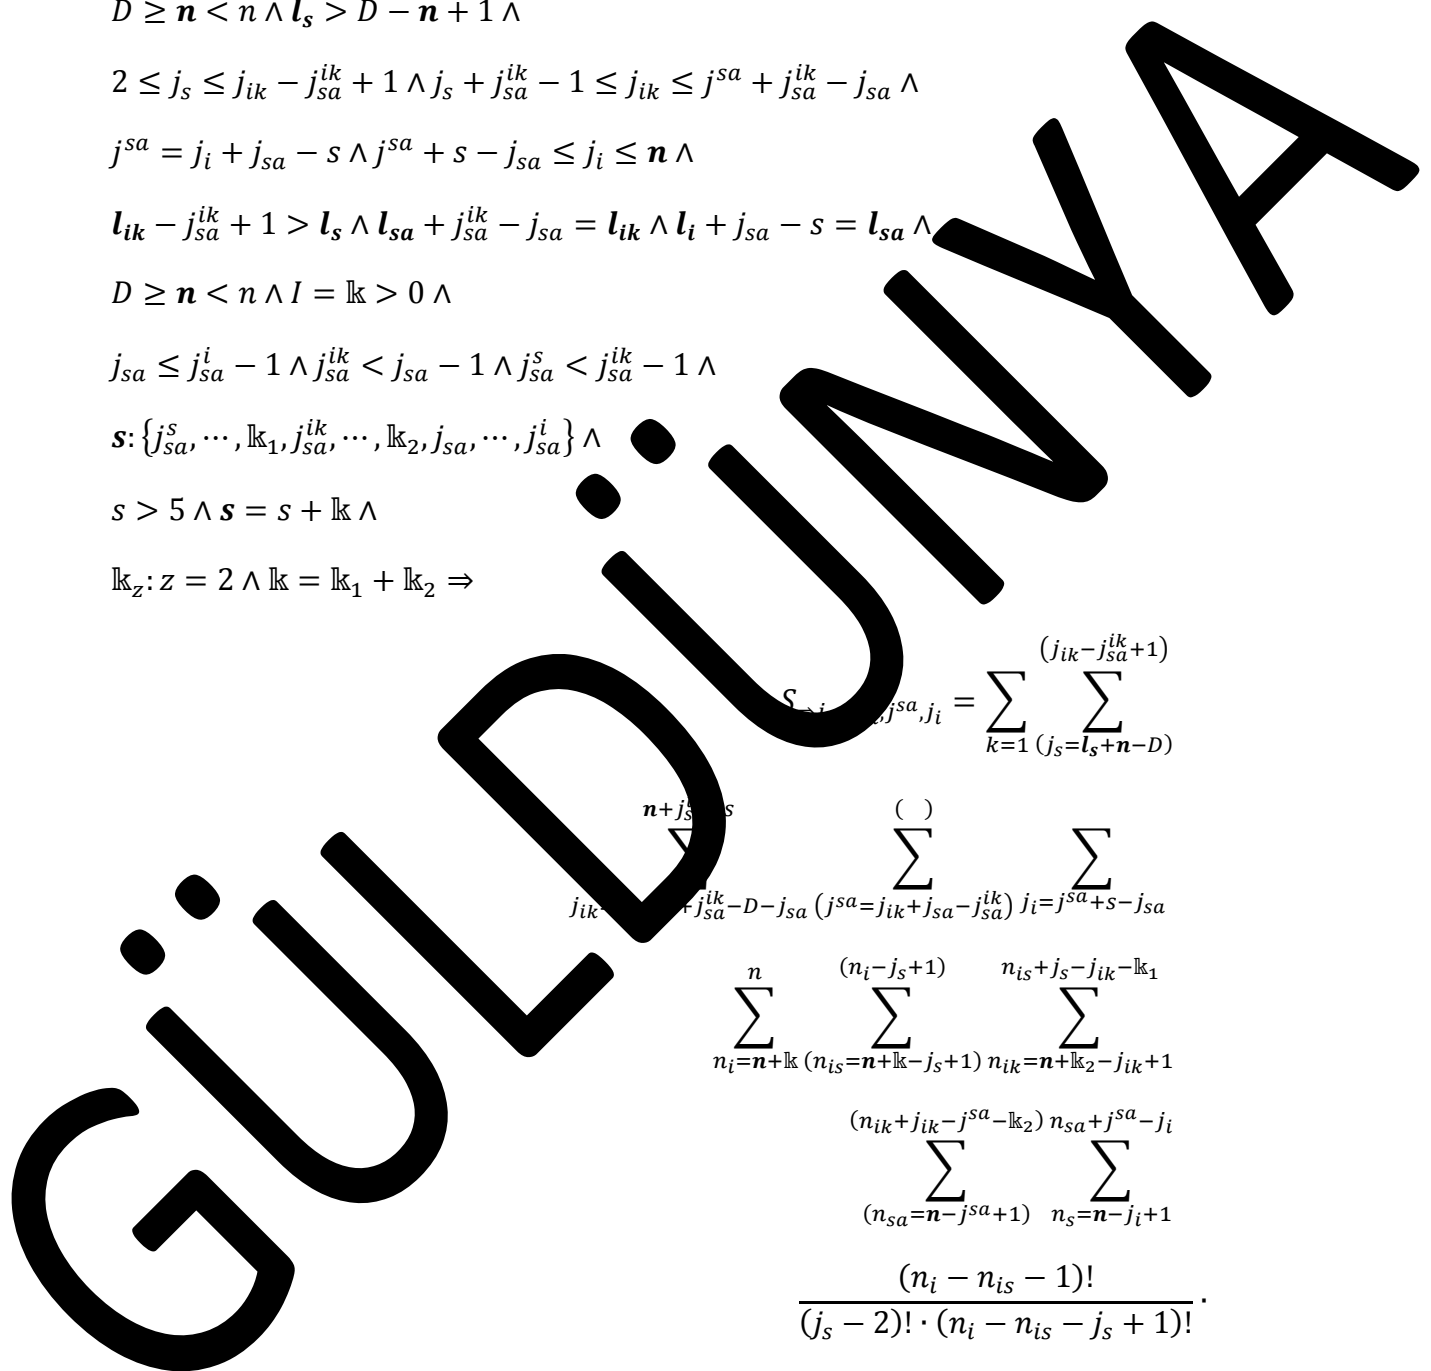 D ≥ n < n ∧ l_s > D − n + 1 ∧
2 ≤ j_s ≤ j_{ik} − j_{sa}^{ik} + 1 ∧ j_s + j_{sa}^{ik} − 1 ≤ j_{ik} ≤ j^{sa} + j_{sa}^{ik} − j_{sa} ∧
j^{sa} = j_i + j_{sa} − s ∧ j^{sa} + s − j_{sa} ≤ j_i ≤ n ∧
l_{ik} − j_{sa}^{ik} + 1 > l_s ∧ l_{sa} + j_{sa}^{ik} − j_{sa} = l_{ik} ∧ l_i + j_{sa} − s = l_{sa} ∧
D ≥ n < n ∧ I = 𝕜 > 0 ∧
j_{sa} ≤ j_{sa}^{i} − 1 ∧ j_{sa}^{ik} < j_{sa} − 1 ∧ j_{sa}^{s} < j_{sa}^{ik} − 1 ∧
s: {j_{sa}^{s}, ⋯, 𝕜_1, j_{sa}^{ik}, ⋯, 𝕜_2, j_{sa}, ⋯, j_{sa}^{i}} ∧
s > 5 ∧ s = s + 𝕜 ∧
𝕜_z: z = 2 ∧ 𝕜 = 𝕜_1 + 𝕜_2 ⇒
(j_{ik}−j_{sa}^{ik}+1)
j^{sa},j_i = ∑ ∑
k=1 (j_s=l_s+n−D)
( )
∑ ∑ ∑
j_{sa}^{ik}−D−j_{sa} (j^{sa}=j_{ik}+j_{sa}−j_{sa}^{ik}) j_i=j^{sa}+s−j_{sa}
n (n_i−j_s+1) n_{is}+j_s−j_{ik}−𝕜_1
∑ ∑ ∑
n_i=n+𝕜 (n_{is}=n+𝕜−j_s+1) n_{ik}=n+𝕜_2−j_{ik}+1
(n_{ik}+j_{ik}−j^{sa}−𝕜_2) n_{sa}+j^{sa}−j_i
∑ ∑
(n_{sa}=n−j^{sa}+1) n_s=n−j_i+1
(n_i − n_{is} − 1)!
(j_s − 2)! · (n_i − n_{is} − j_s + 1)! ·
GÜLDÜNYA